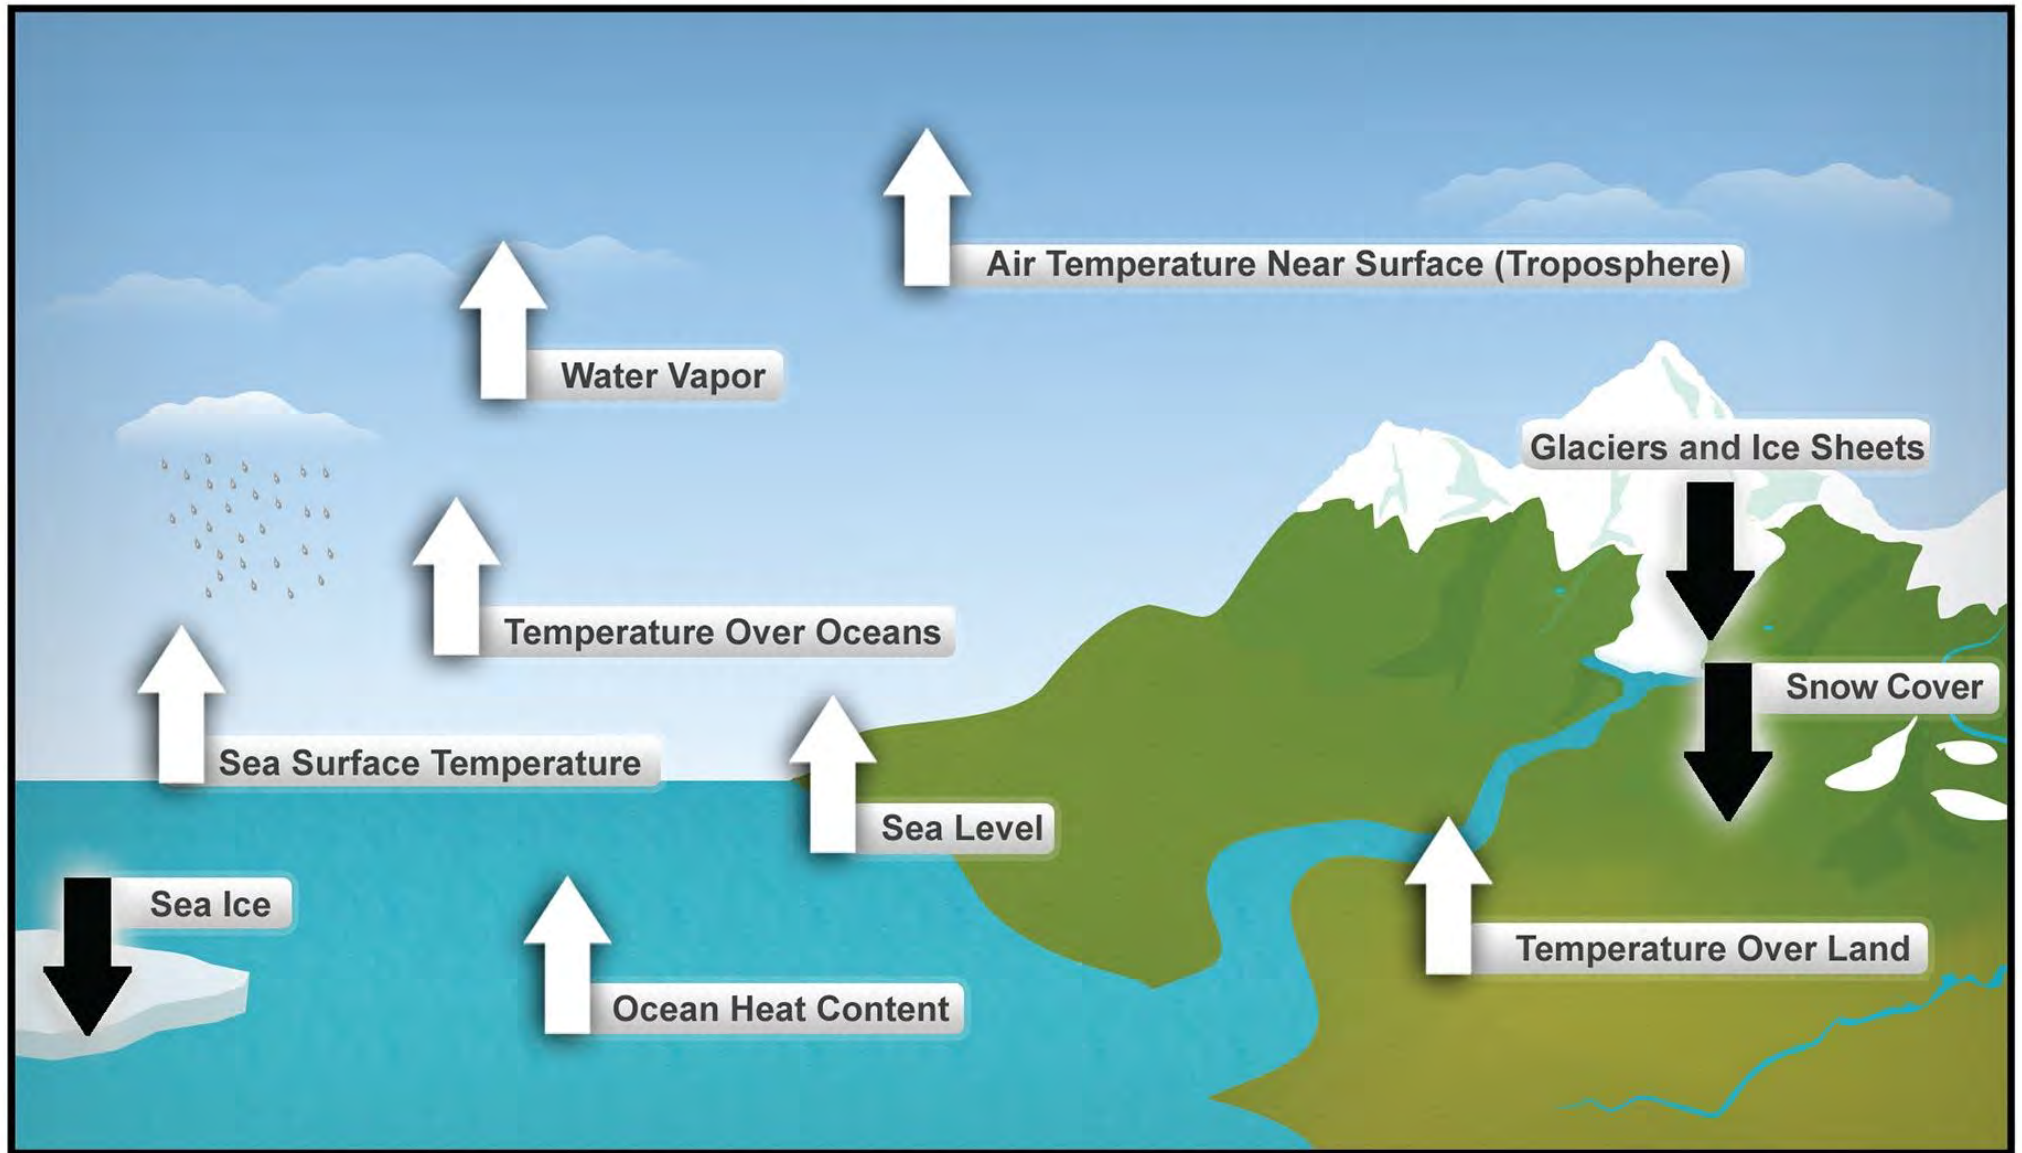 Air Temperature Near Surface (Troposphere)
Water Vapor
Glaciers and Ice Sheets
Temperature Over Oceans
Snow Cover
Sea Surface Temperature
Sea Level
Sea Ice
Temperature Over Land
Ocean Heat Content